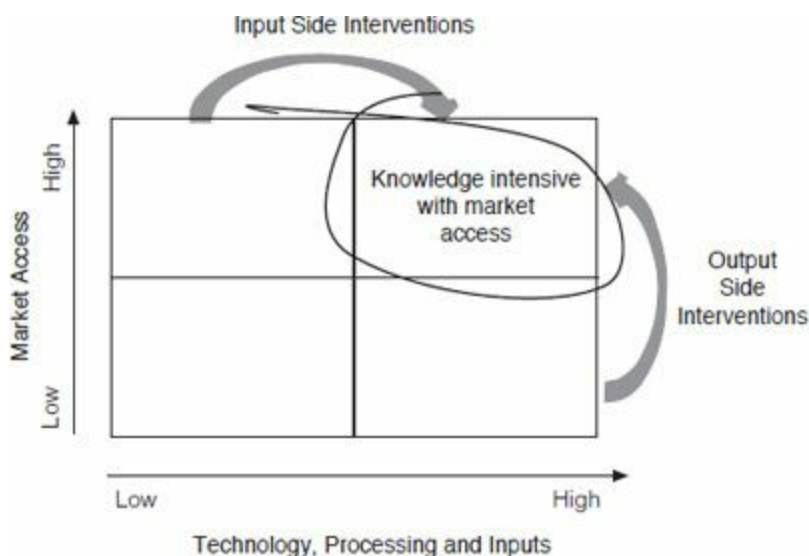 Input Side Interventions
High
Market Access
Low
Knowledge intensive
with market
access
Output
Side
Interventions
Low
High
Technology, Processing and Inputs